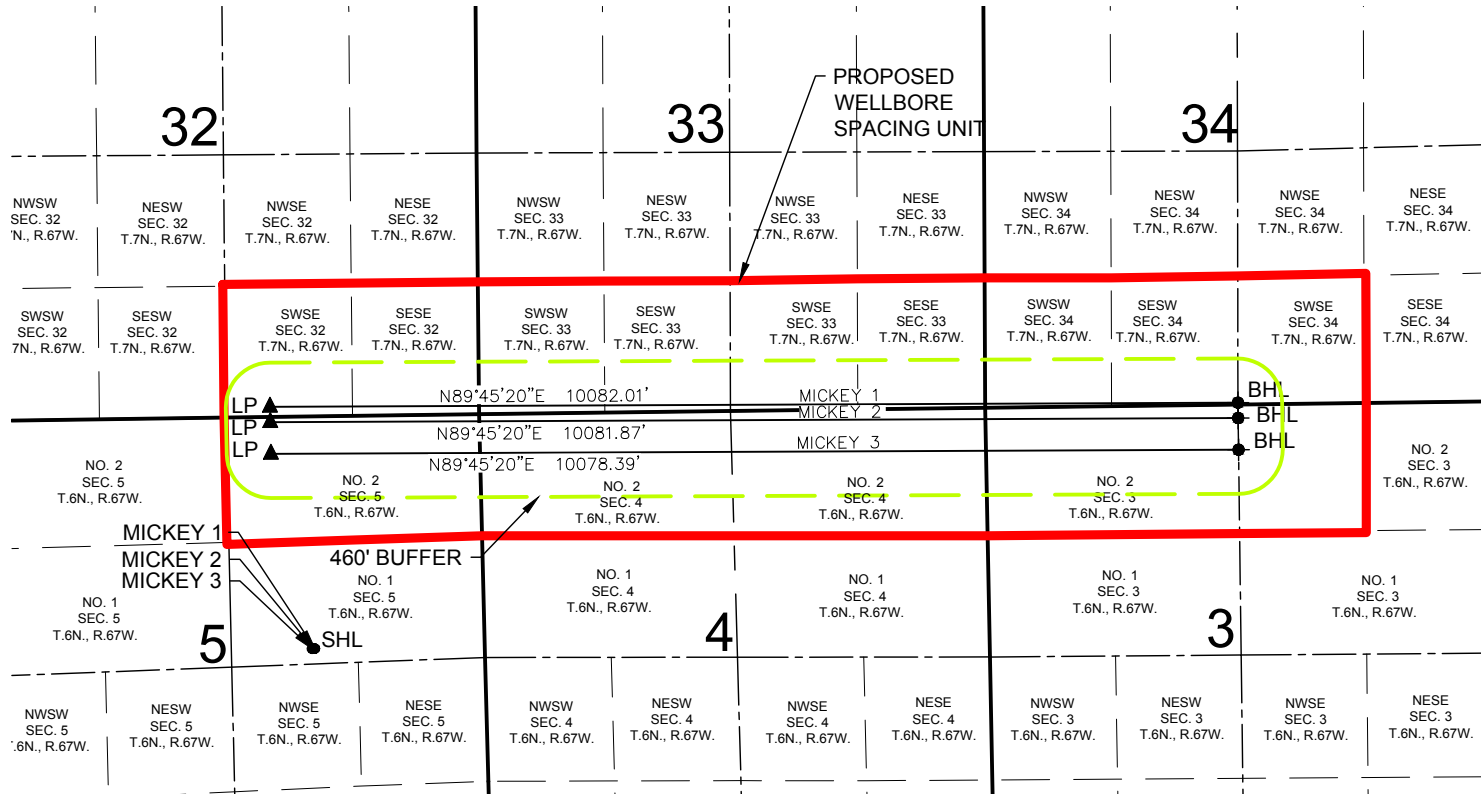 PROPOSED
WELLBORE
SPACING UNIT
32
33
34
NWSW
SEC. 32
7N., R.67W.
NESW
SEC. 32
T.7N., R.67W.
NWSE
SEC. 32
T.7N., R.67W.
NESE
SEC. 32
T.7N., R.67W.
NWSW
SEC. 33
T.7N., R.67W.
NESW
SEC. 33
T.7N., R.67W.
NWSE
SEC. 33
T.7N., R.67W.
NESE
SEC. 33
T.7N., R.67W.
NWSW
SEC. 34
T.7N., R.67W.
NESW
SEC. 34
T.7N., R.67W.
NWSE
SEC. 34
T.7N., R.67W.
NESE
SEC. 34
T.7N., R.67W.
SWSW
SEC. 32
7N., R.67W.
SESW
SEC. 32
T.7N., R.67W.
SWSE
SEC. 32
T.7N., R.67W.
SESE
SEC. 32
T.7N., R.67W.
SWSW
SEC. 33
T.7N., R.67W.
SESW
SEC. 33
T.7N., R.67W.
SWSE
SEC. 33
T.7N., R.67W.
SESE
SEC. 33
T.7N., R.67W.
SWSW
SEC. 34
T.7N., R.67W.
SESW
SEC. 34
T.7N., R.67W.
SWSE
SEC. 34
T.7N., R.67W.
SESE
SEC. 34
T.7N., R.67W.
LP
N89°45'20"E 10082.01'
MICKEY 1
BHL
LP
N89°45'20"E 10081.87'
MICKEY 2
BHL
LP
N89°45'20"E 10078.39'
MICKEY 3
BHL
NO. 2
SEC. 5
T.6N., R.67W.
NO. 2
SEC. 5
T.6N., R.67W.
NO. 2
SEC. 4
T.6N., R.67W.
NO. 2
SEC. 4
T.6N., R.67W.
NO. 2
SEC. 3
T.6N., R.67W.
NO. 2
SEC. 3
T.6N., R.67W.
MICKEY 1
MICKEY 2
MICKEY 3
460' BUFFER
NO. 1
SEC. 5
T.6N., R.67W.
NO. 1
SEC. 5
T.6N., R.67W.
NO. 1
SEC. 4
T.6N., R.67W.
NO. 1
SEC. 4
T.6N., R.67W.
NO. 1
SEC. 3
T.6N., R.67W.
NO. 1
SEC. 3
T.6N., R.67W.
5
SHL
4
3
NWSW
SEC. 5
.6N., R.67W.
NESW
SEC. 5
T.6N., R.67W.
NWSE
SEC. 5
T.6N., R.67W.
NESE
SEC. 5
T.6N., R.67W.
NWSW
SEC. 4
T.6N., R.67W.
NESW
SEC. 4
T.6N., R.67W.
NWSE
SEC. 4
T.6N., R.67W.
NESE
SEC. 4
T.6N., R.67W.
NWSW
SEC. 3
T.6N., R.67W.
NESW
SEC. 3
T.6N., R.67W.
NWSE
SEC. 3
T.6N., R.67W.
NESE
SEC. 3
T.6N., R.67W.